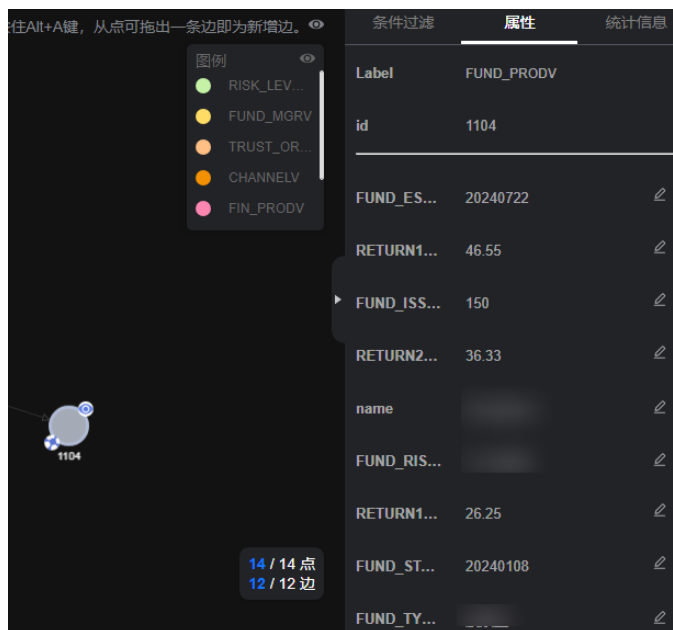 住Alt+A键，从点可拖出一条边即为新增边。
图例
RISK_LEV...
FUND_MGRV
TRUST_OR...
CHANNELV
FIN_PRODV
1104
14 / 14 点
12 / 12 边
条件过滤 属性 统计信息
Label FUND_PRODV
id 1104
FUND_ES... 20240722
RETURN1... 46.55
FUND_ISS... 150
RETURN2... 36.33
name
FUND_RIS...
RETURN1... 26.25
FUND_ST... 20240108
FUND_TY...